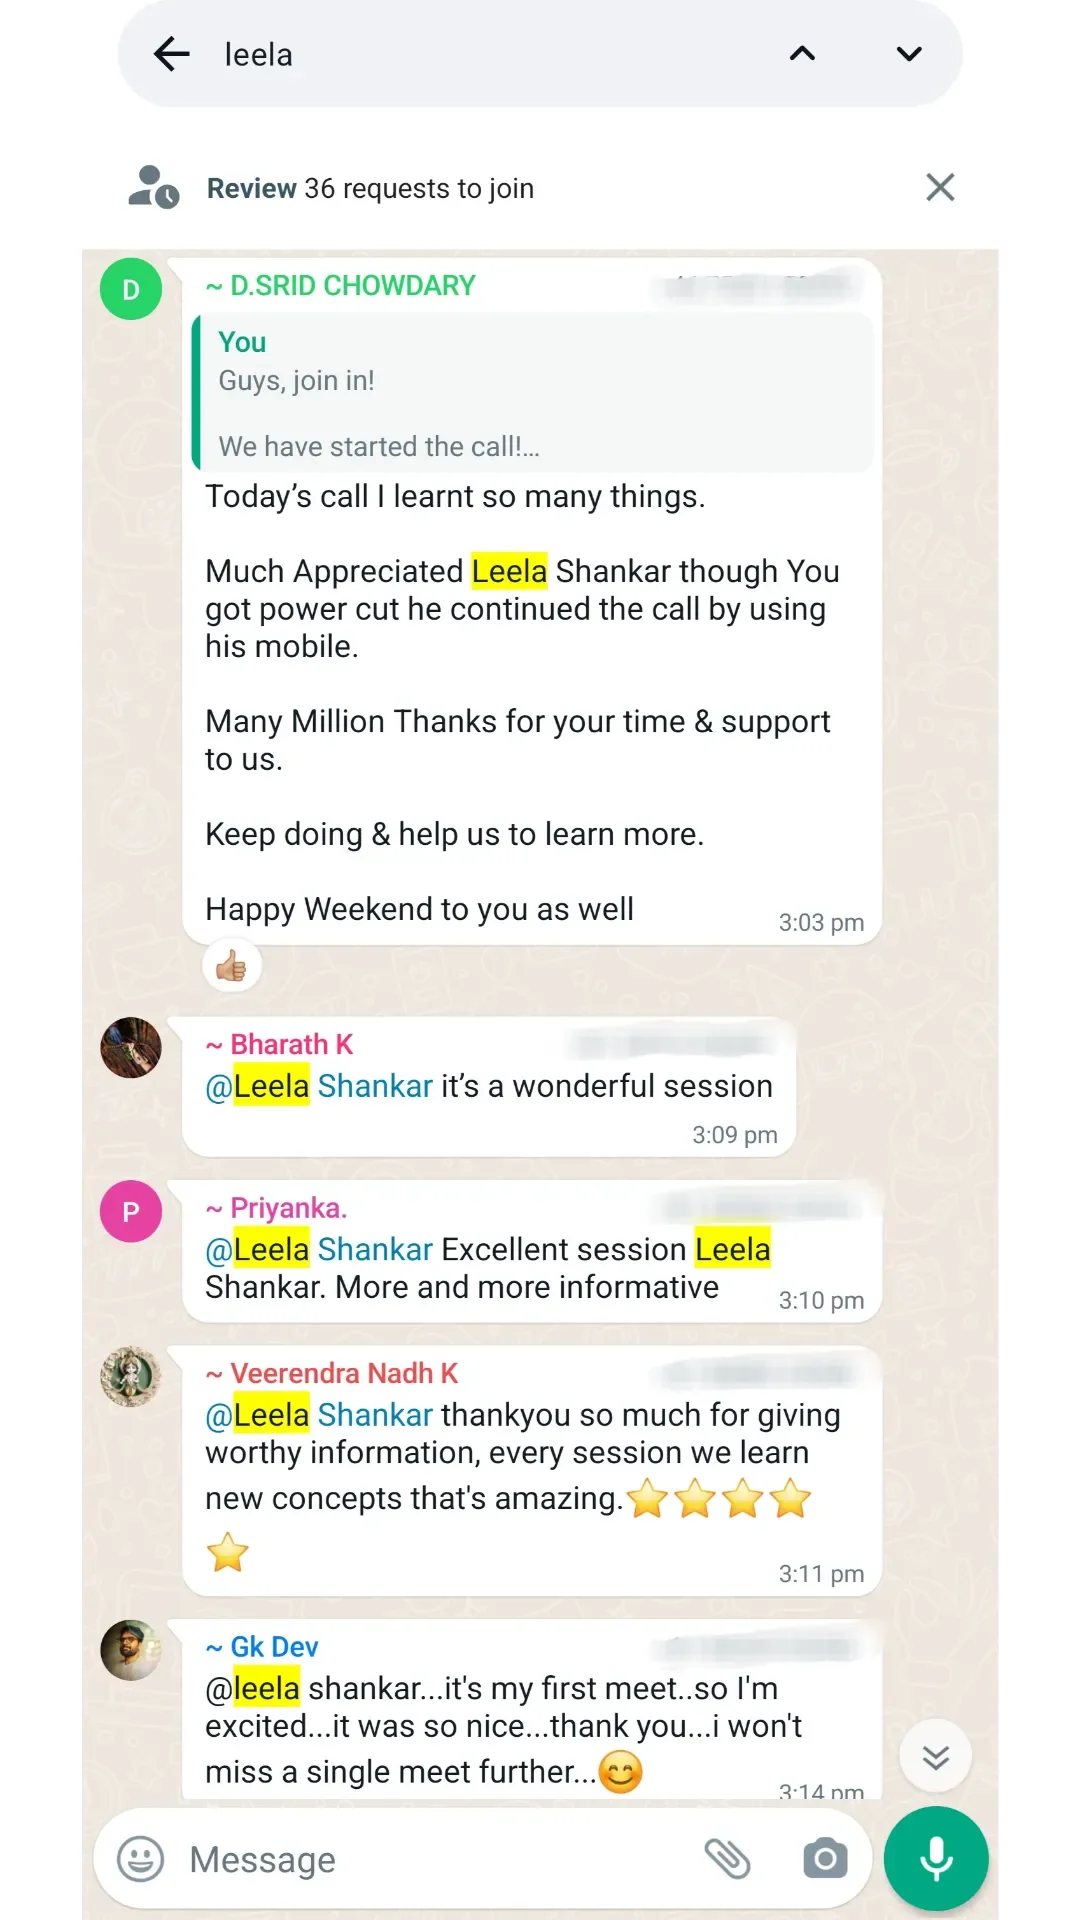 leela
Review 36 requests to join
D
~ D.SRID CHOWDARY
You
Guys, join in!
We have started the call!...
Today's call I learnt so many things.
Much Appreciated Leela Shankar though You
got power cut he continued the call by using
his mobile.
Many Million Thanks for your time & support
to us.
Keep doing & help us to learn more.
Happy Weekend to you as well
3:03 pm
👍🏼
~ Bharath K
@Leela Shankar it's a wonderful session
3:09 pm
P
~ Priyanka.
@Leela Shankar Excellent session Leela
Shankar. More and more informative
3:10 pm
~ Veerendra Nadh K
@Leela Shankar thankyou so much for giving
worthy information, every session we learn
new concepts that's amazing.⭐⭐⭐⭐
⭐
3:11 pm
~ Gk Dev
@leela shankar...it's my first meet..so I'm
excited...it was so nice...thank you...i won't
miss a single meet further...😊
3:14 pm
Message